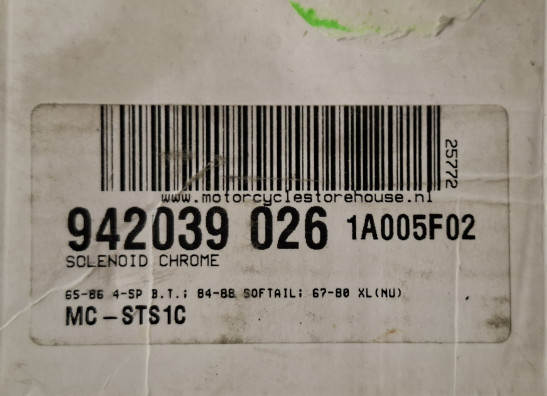 25772
www.motorcyclestorehouse.nl
942039 026 1A005F02
SOLENOID CHROME
65-86 4-SP B.T.; 84-88 SOFTAIL; 67-80 XL(NU)
MC-STS1C